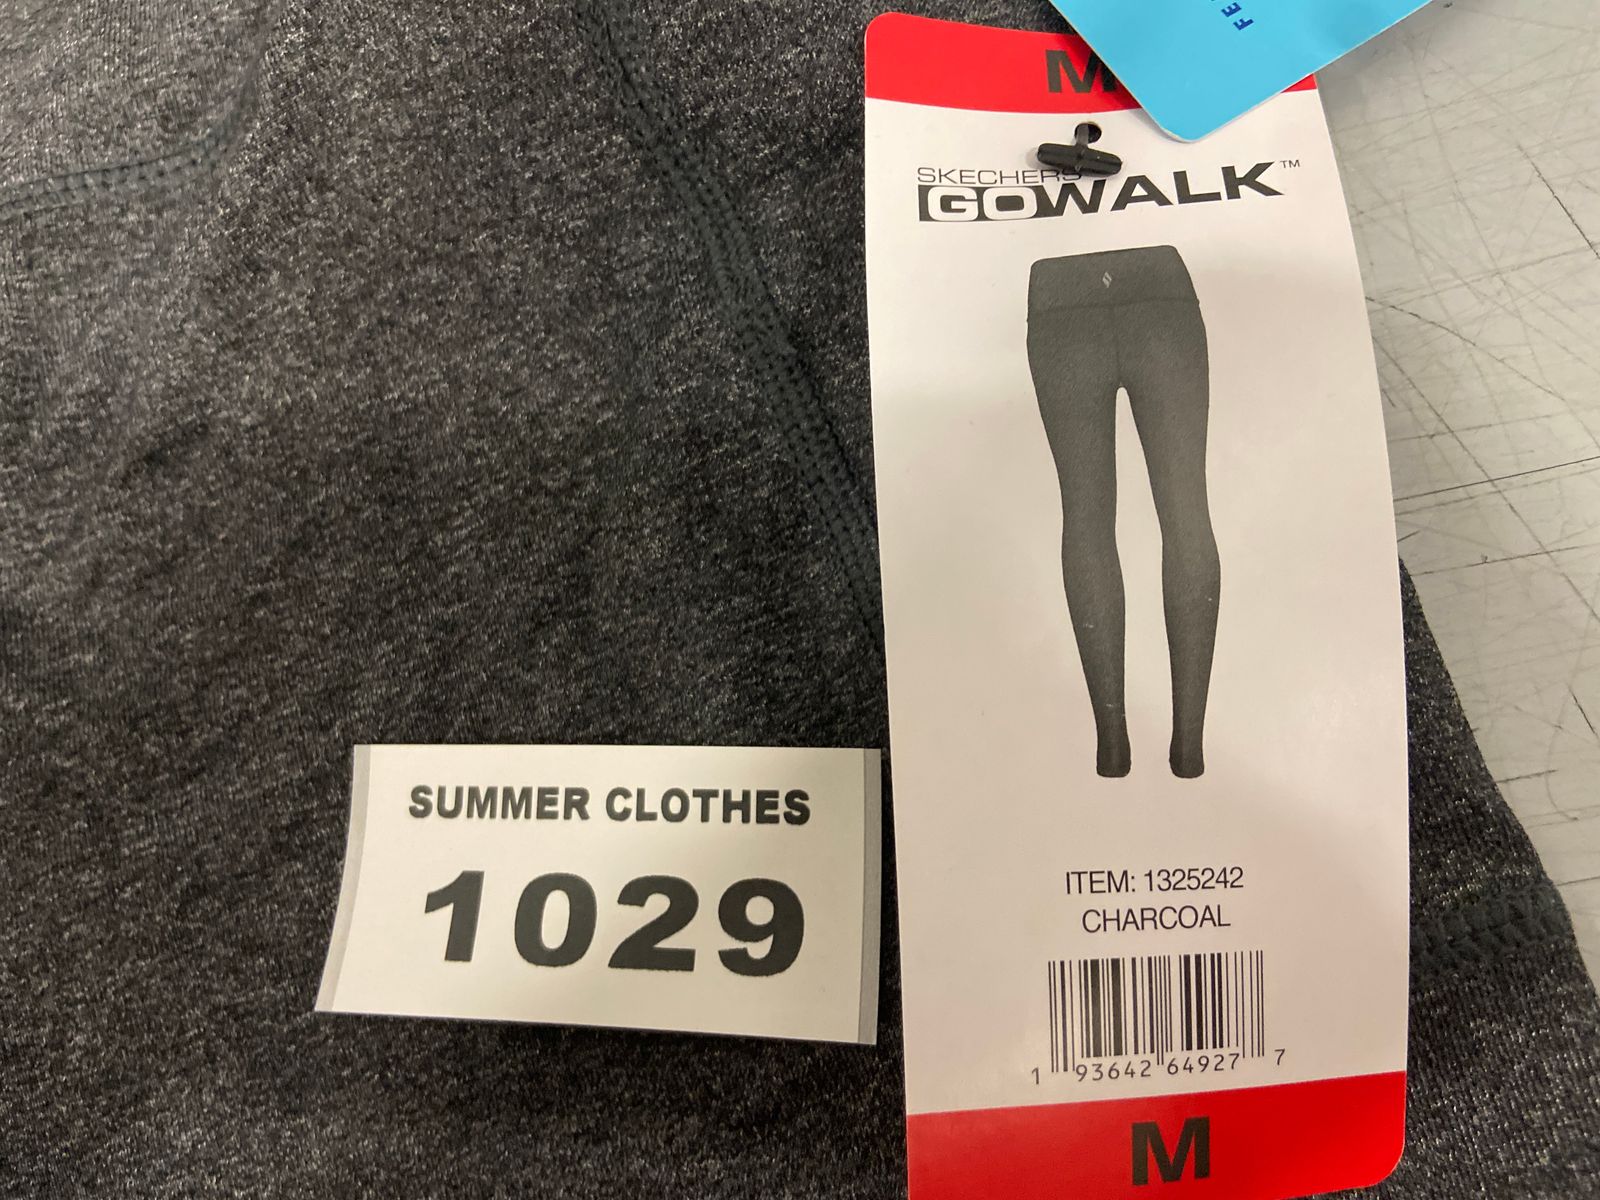 M
SKECHERS
GOWALK™
SUMMER CLOTHES
1029
ITEM: 1325242
CHARCOAL
1 93642 64927 7
M